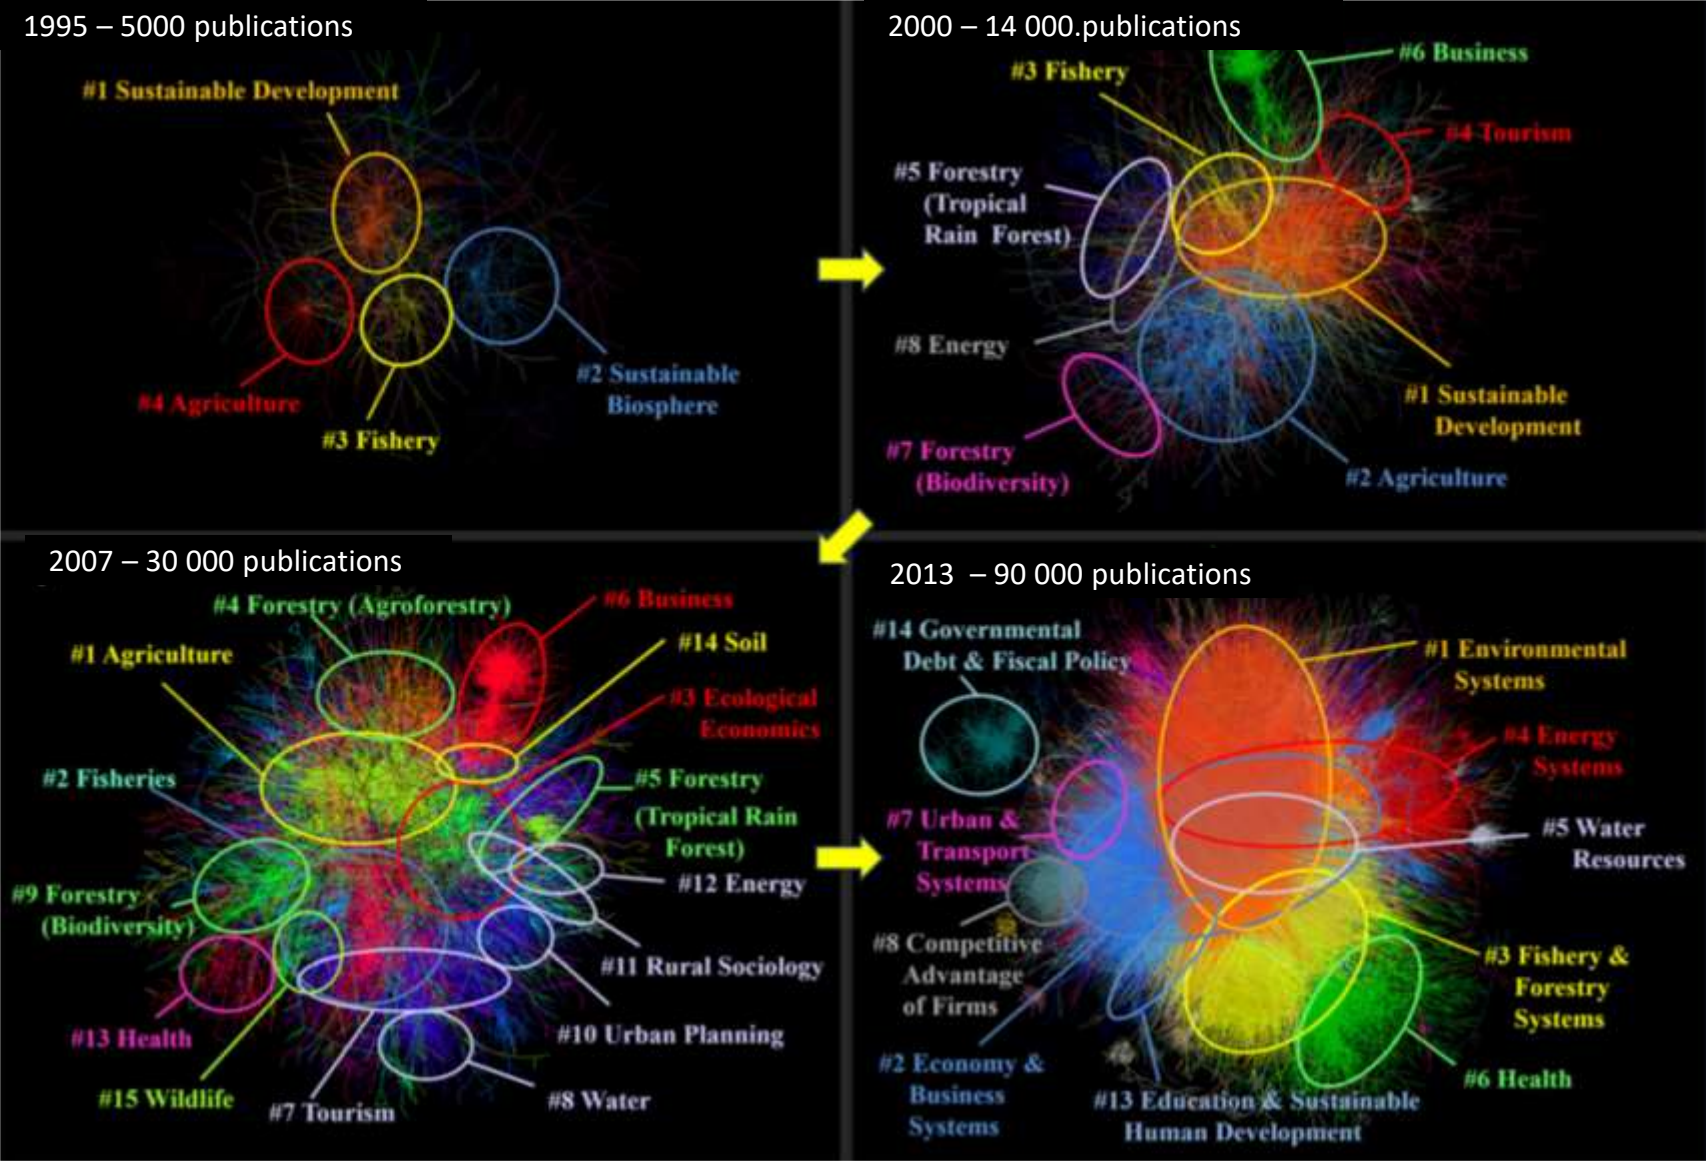 1995 – 5000 publications
#1 Sustainable Development
#4 Agriculture
#3 Fishery
#2 Sustainable
Biosphere
2000 – 14 000.publications
#6 Business
#3 Fishery
#4 Tourism
#5 Forestry
(Tropical
Rain Forest)
#8 Energy
#7 Forestry
(Biodiversity)
#1 Sustainable
Development
#2 Agriculture
2007 – 30 000 publications
#4 Forestry (Agroforestry)
#6 Business
#14 Soil
#1 Agriculture
#3 Ecological
Economics
#2 Fisheries
#5 Forestry
(Tropical Rain
Forest)
#12 Energy
#9 Forestry
(Biodiversity)
#11 Rural Sociology
#13 Health
#10 Urban Planning
#15 Wildlife
#7 Tourism
#8 Water
2013 – 90 000 publications
#14 Governmental
Debt & Fiscal Policy
#1 Environmental
Systems
#4 Energy
Systems
#7 Urban &
Transport
Systems
#5 Water
Resources
#8 Competitive
Advantage
of Firms
#3 Fishery &
Forestry
Systems
#2 Economy &
Business
Systems
#6 Health
#13 Education & Sustainable
Human Development